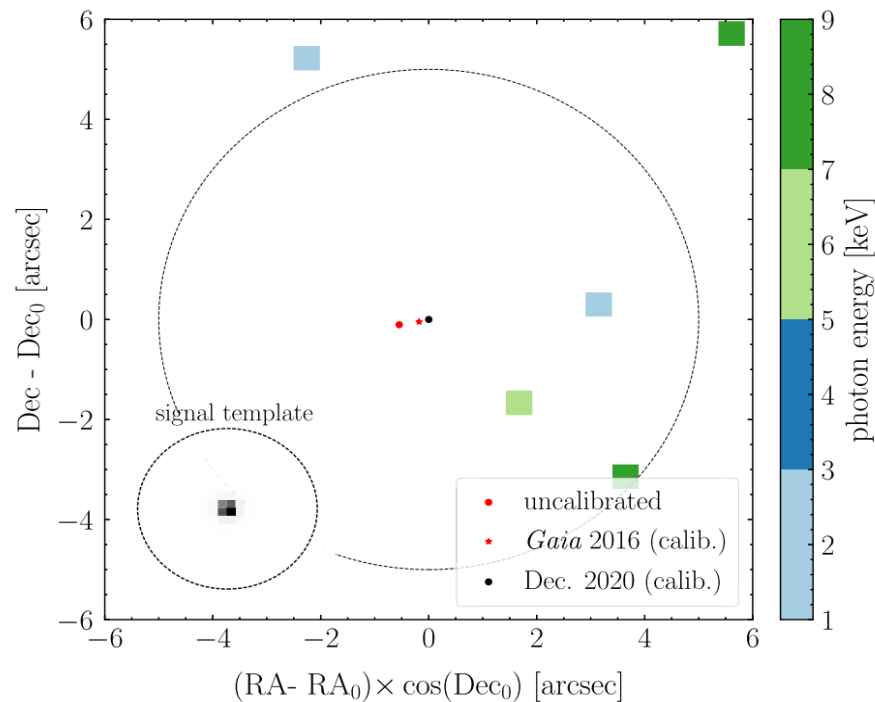 6
4
2
0
−2
−4
−6
Dec - Dec₀ [arcsec]
signal template
uncalibrated
Gaia 2016 (calib.)
Dec. 2020 (calib.)
−6 −4 −2 0 2 4 6
(RA- RA₀)× cos(Dec₀) [arcsec]
9
8
7
6
5
4
3
2
1
photon energy [keV]